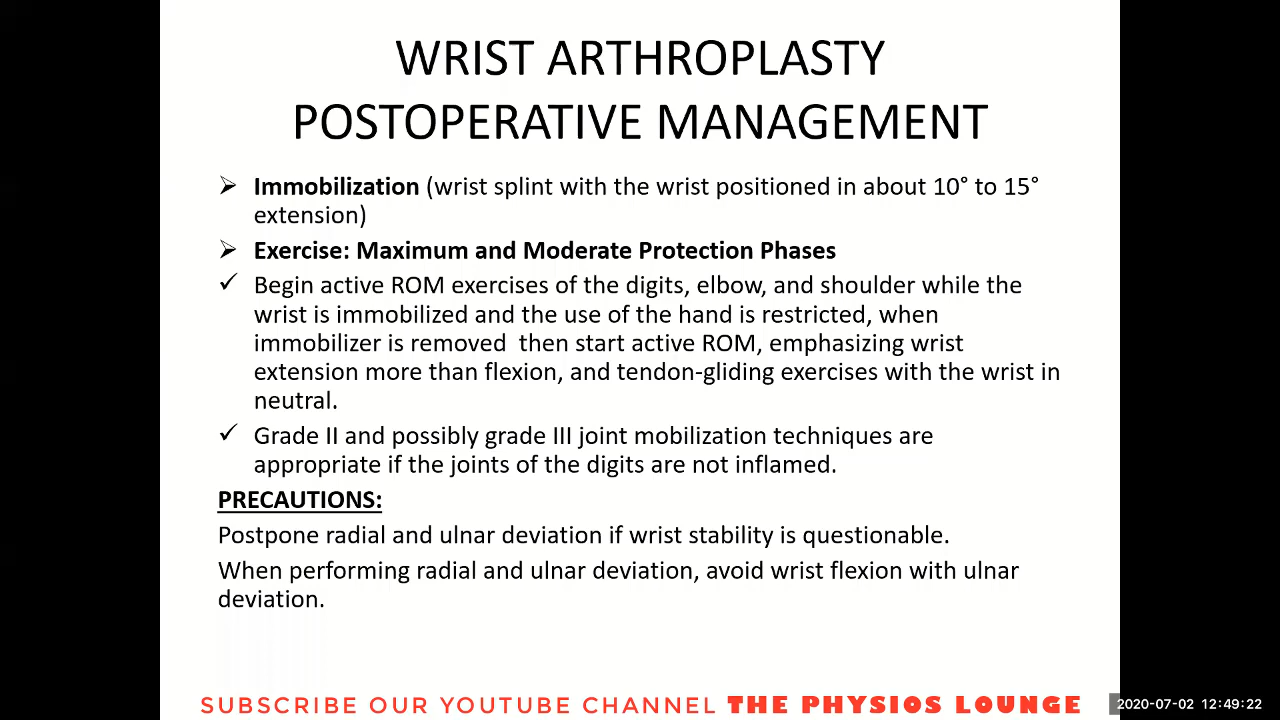 WRIST ARTHROPLASTY
POSTOPERATIVE MANAGEMENT
➢ Immobilization (wrist splint with the wrist positioned in about 10° to 15°
extension)
➢ Exercise: Maximum and Moderate Protection Phases
✓ Begin active ROM exercises of the digits, elbow, and shoulder while the
wrist is immobilized and the use of the hand is restricted, when
immobilizer is removed  then start active ROM, emphasizing wrist
extension more than flexion, and tendon-gliding exercises with the wrist in
neutral.
✓ Grade II and possibly grade III joint mobilization techniques are
appropriate if the joints of the digits are not inflamed.
PRECAUTIONS:
Postpone radial and ulnar deviation if wrist stability is questionable.
When performing radial and ulnar deviation, avoid wrist flexion with ulnar
deviation.
SUBSCRIBE OUR YOUTUBE CHANNEL THE PHYSIOS LOUNGE
2020-07-02 12:49:22